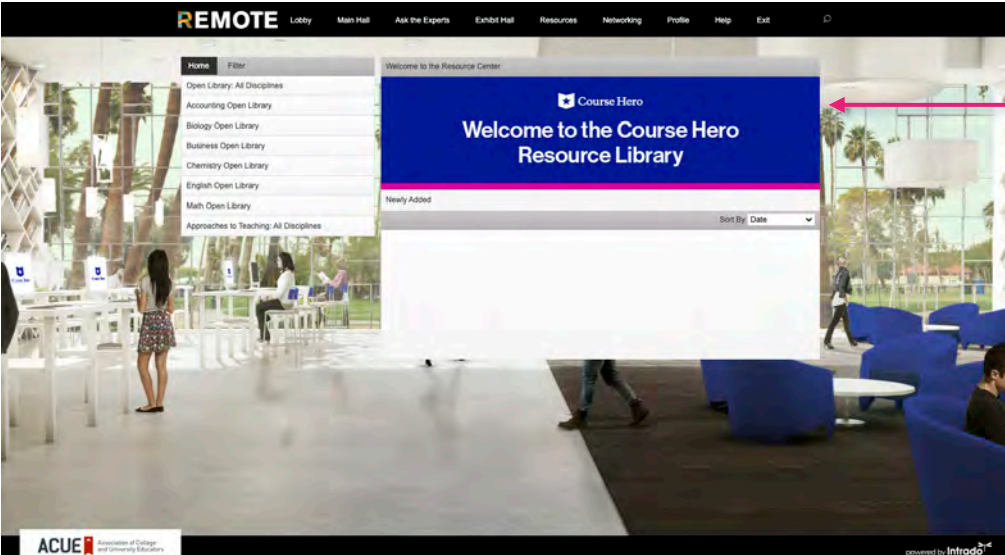 REMOTE Lobby Main Hall Ask the Experts Exhibit Hall Resources Networking Profile Help Exit
Home Filter
Open Library: All Disciplines
Accounting Open Library
Biology Open Library
Business Open Library
Chemistry Open Library
English Open Library
Math Open Library
Approaches to Teaching: All Disciplines
Welcome to the Resource Center
Course Hero
Welcome to the Course Hero
Resource Library
Newly Added
Sort By Date
ACUE Association of College
and University Educators
powered by Intrado